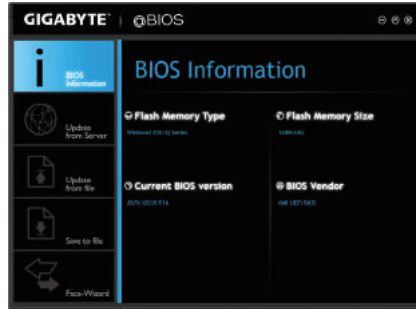 GIGABYTE™ @BIOS
BIOS
Information
BIOS Information
Flash Memory Type
Flash Memory Size
Update
from Server
Update
from file
Current BIOS version
BIOS Vendor
Save to file
Face-Wizard